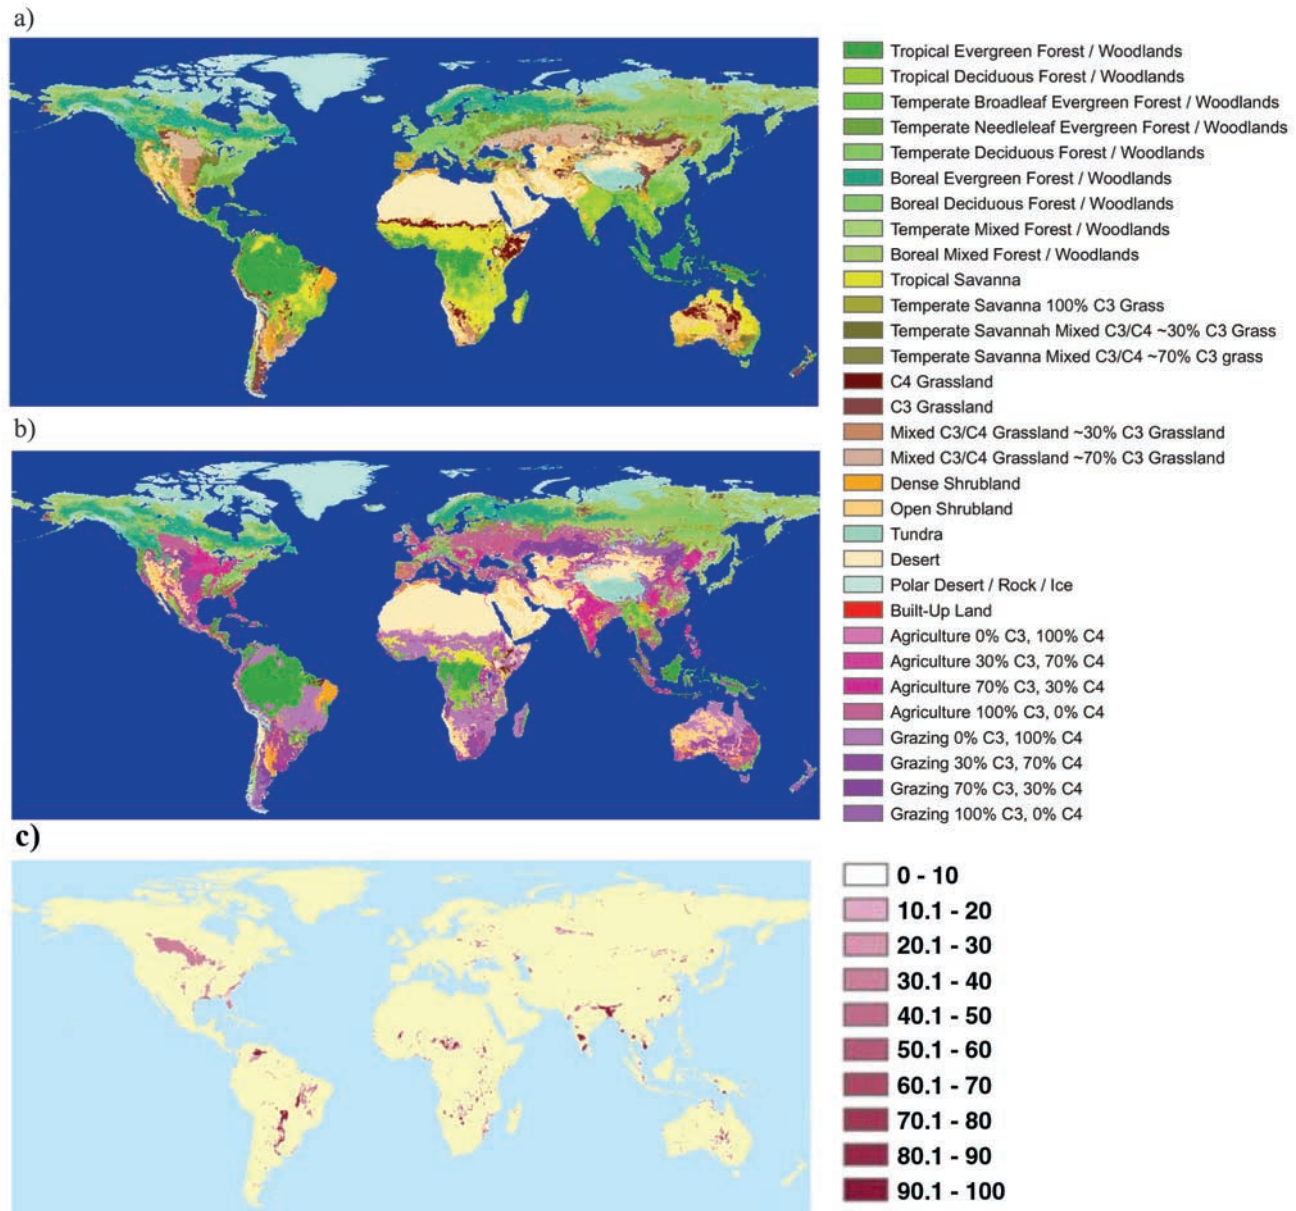 a)
Tropical Evergreen Forest / Woodlands
Tropical Deciduous Forest / Woodlands
Temperate Broadleaf Evergreen Forest / Woodlands
Temperate Needleleaf Evergreen Forest / Woodlands
Temperate Deciduous Forest / Woodlands
Boreal Evergreen Forest / Woodlands
Boreal Deciduous Forest / Woodlands
Temperate Mixed Forest / Woodlands
Boreal Mixed Forest / Woodlands
Tropical Savanna
Temperate Savanna 100% C3 Grass
Temperate Savannah Mixed C3/C4 ~30% C3 Grass
Temperate Savanna Mixed C3/C4 ~70% C3 grass
C4 Grassland
C3 Grassland
Mixed C3/C4 Grassland ~30% C3 Grassland
Mixed C3/C4 Grassland ~70% C3 Grassland
Dense Shrubland
Open Shrubland
Tundra
Desert
Polar Desert / Rock / Ice
Built-Up Land
Agriculture 0% C3, 100% C4
Agriculture 30% C3, 70% C4
Agriculture 70% C3, 30% C4
Agriculture 100% C3, 0% C4
Grazing 0% C3, 100% C4
Grazing 30% C3, 70% C4
Grazing 70% C3, 30% C4
Grazing 100% C3, 0% C4
b)
c)
0 - 10
10.1 - 20
20.1 - 30
30.1 - 40
40.1 - 50
50.1 - 60
60.1 - 70
70.1 - 80
80.1 - 90
90.1 - 100